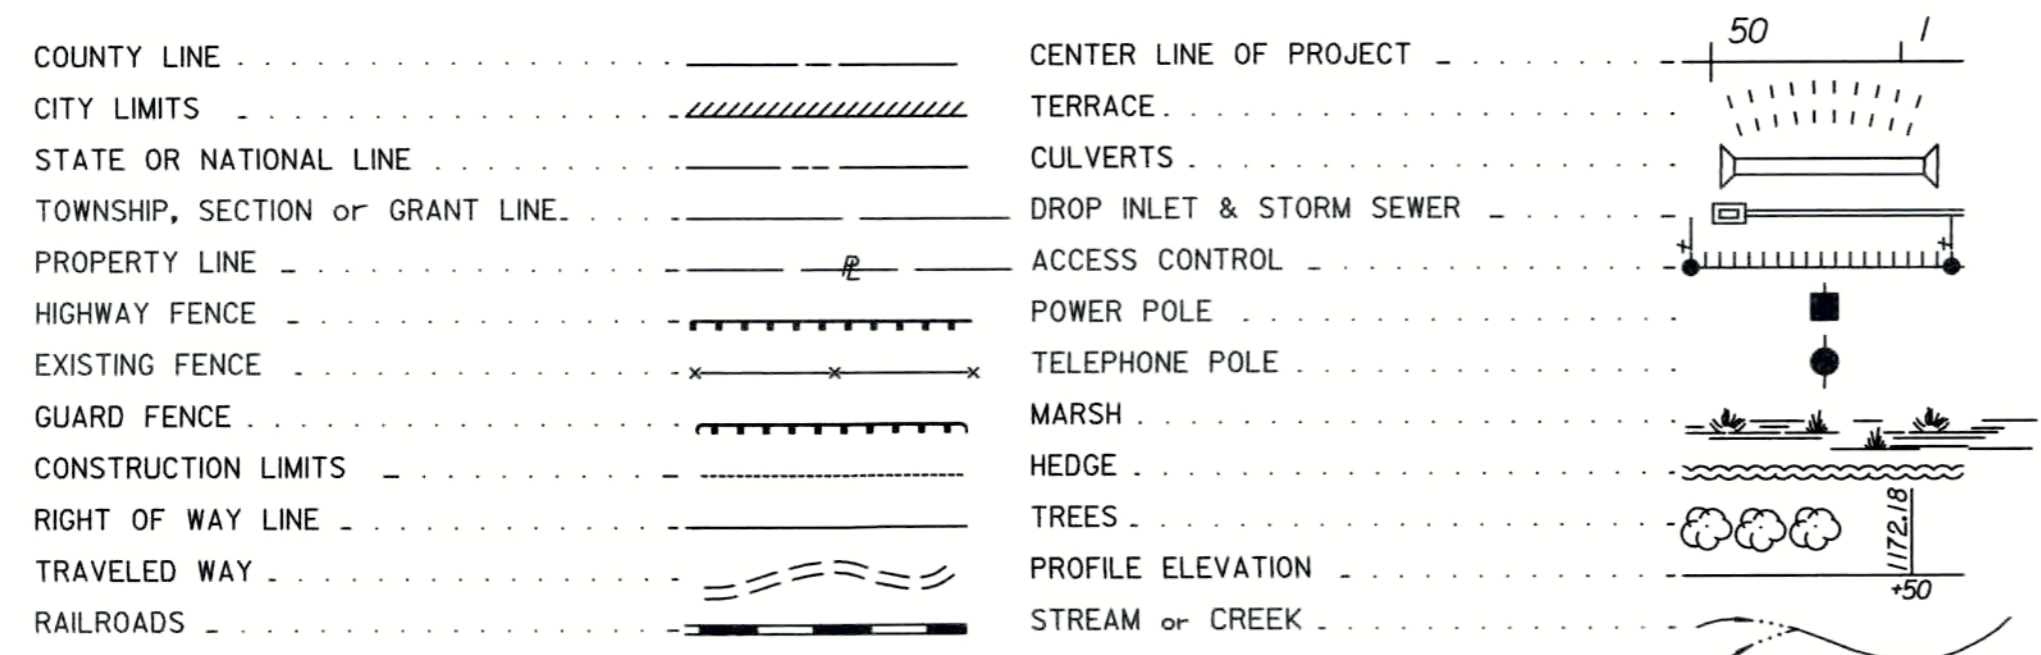 COUNTY LINE
CITY LIMITS
STATE OR NATIONAL LINE
TOWNSHIP, SECTION or GRANT LINE
PROPERTY LINE PL
HIGHWAY FENCE
EXISTING FENCE
GUARD FENCE
CONSTRUCTION LIMITS
RIGHT OF WAY LINE
TRAVELED WAY
RAILROADS
50 1
CENTER LINE OF PROJECT
TERRACE
CULVERTS
DROP INLET & STORM SEWER
ACCESS CONTROL
POWER POLE
TELEPHONE POLE
MARSH
HEDGE
TREES
1172.18
PROFILE ELEVATION
+50
STREAM or CREEK